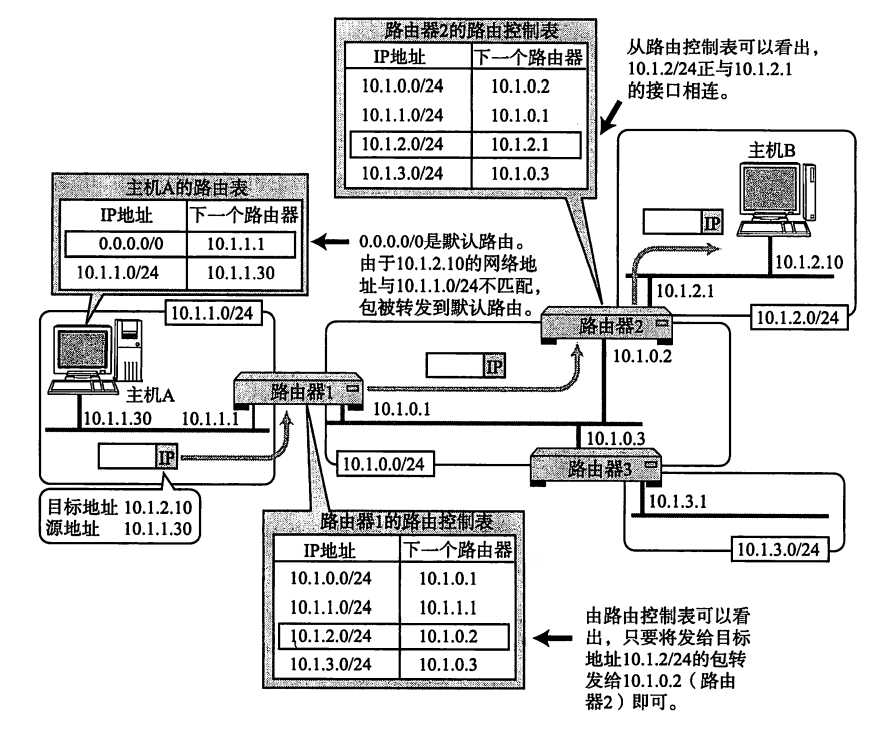 路由器2的路由控制表
IP地址 下一个路由器
10.1.0.0/24 10.1.0.2
10.1.1.0/24 10.1.0.1
10.1.2.0/24 10.1.2.1
10.1.3.0/24 10.1.0.3
从路由控制表可以看出，
10.1.2/24正与10.1.2.1
的接口相连。
主机A的路由表
IP地址 下一个路由器
0.0.0.0/0 10.1.1.1
10.1.1.0/24 10.1.1.30
0.0.0.0/0是默认路由。
由于10.1.2.10的网络地
址与10.1.1.0/24不匹配，
包被转发到默认路由。
主机B
IP
10.1.2.10
10.1.2.1
10.1.2.0/24
路由器2
10.1.0.2
10.1.1.0/24
主机A
10.1.1.30
10.1.1.1
路由器1
IP
10.1.0.1
IP
目标地址 10.1.2.10
源地址 10.1.1.30
10.1.0.0/24
10.1.0.3
路由器3
10.1.3.1
10.1.3.0/24
路由器1的路由控制表
IP地址 下一个路由器
10.1.0.0/24 10.1.0.1
10.1.1.0/24 10.1.1.1
10.1.2.0/24 10.1.0.2
10.1.3.0/24 10.1.0.3
由路由控制表可以看
出，只要将发给目标
地址10.1.2/24的包转
发给10.1.0.2（路由
器2）即可。